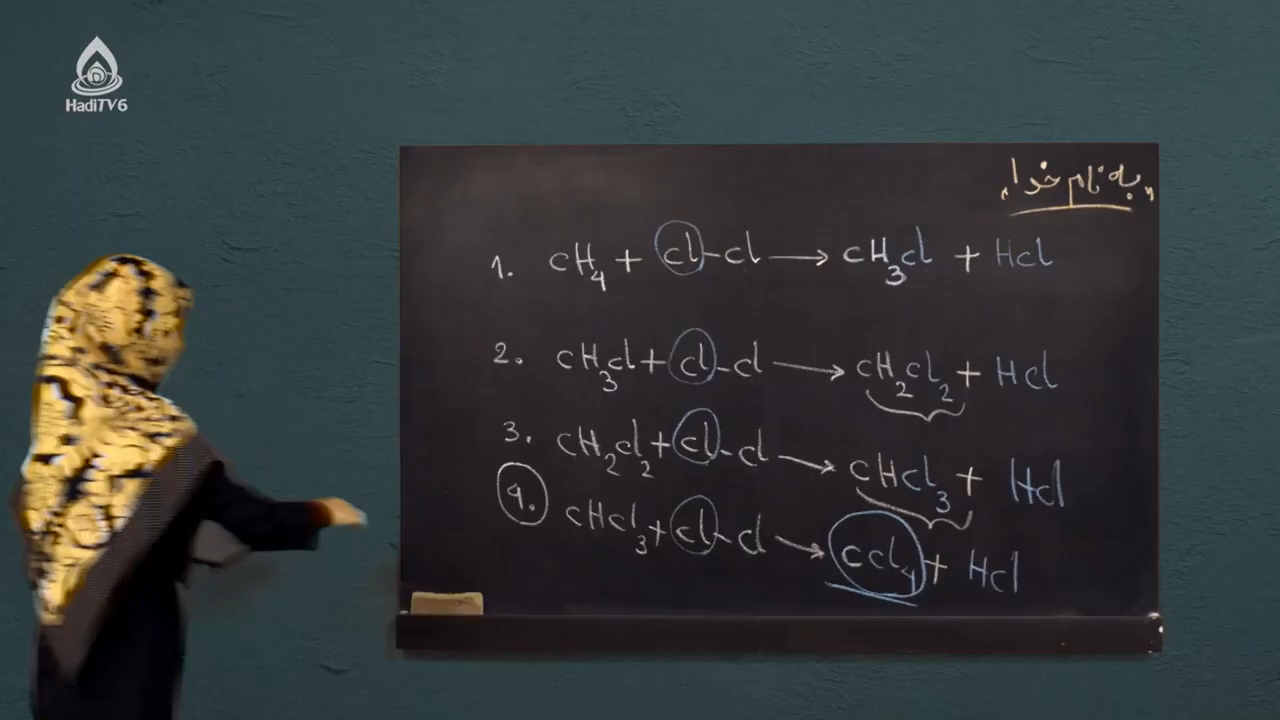 HadiTV6
"به نام خدا"
1. CH4 + Cl-Cl → CH3Cl + HCl
2. CH3Cl + Cl-Cl → CH2Cl2 + HCl
3. CH2Cl2 + Cl-Cl → CHCl3 + HCl
4. CHCl3 + Cl-Cl → CCl4 + HCl